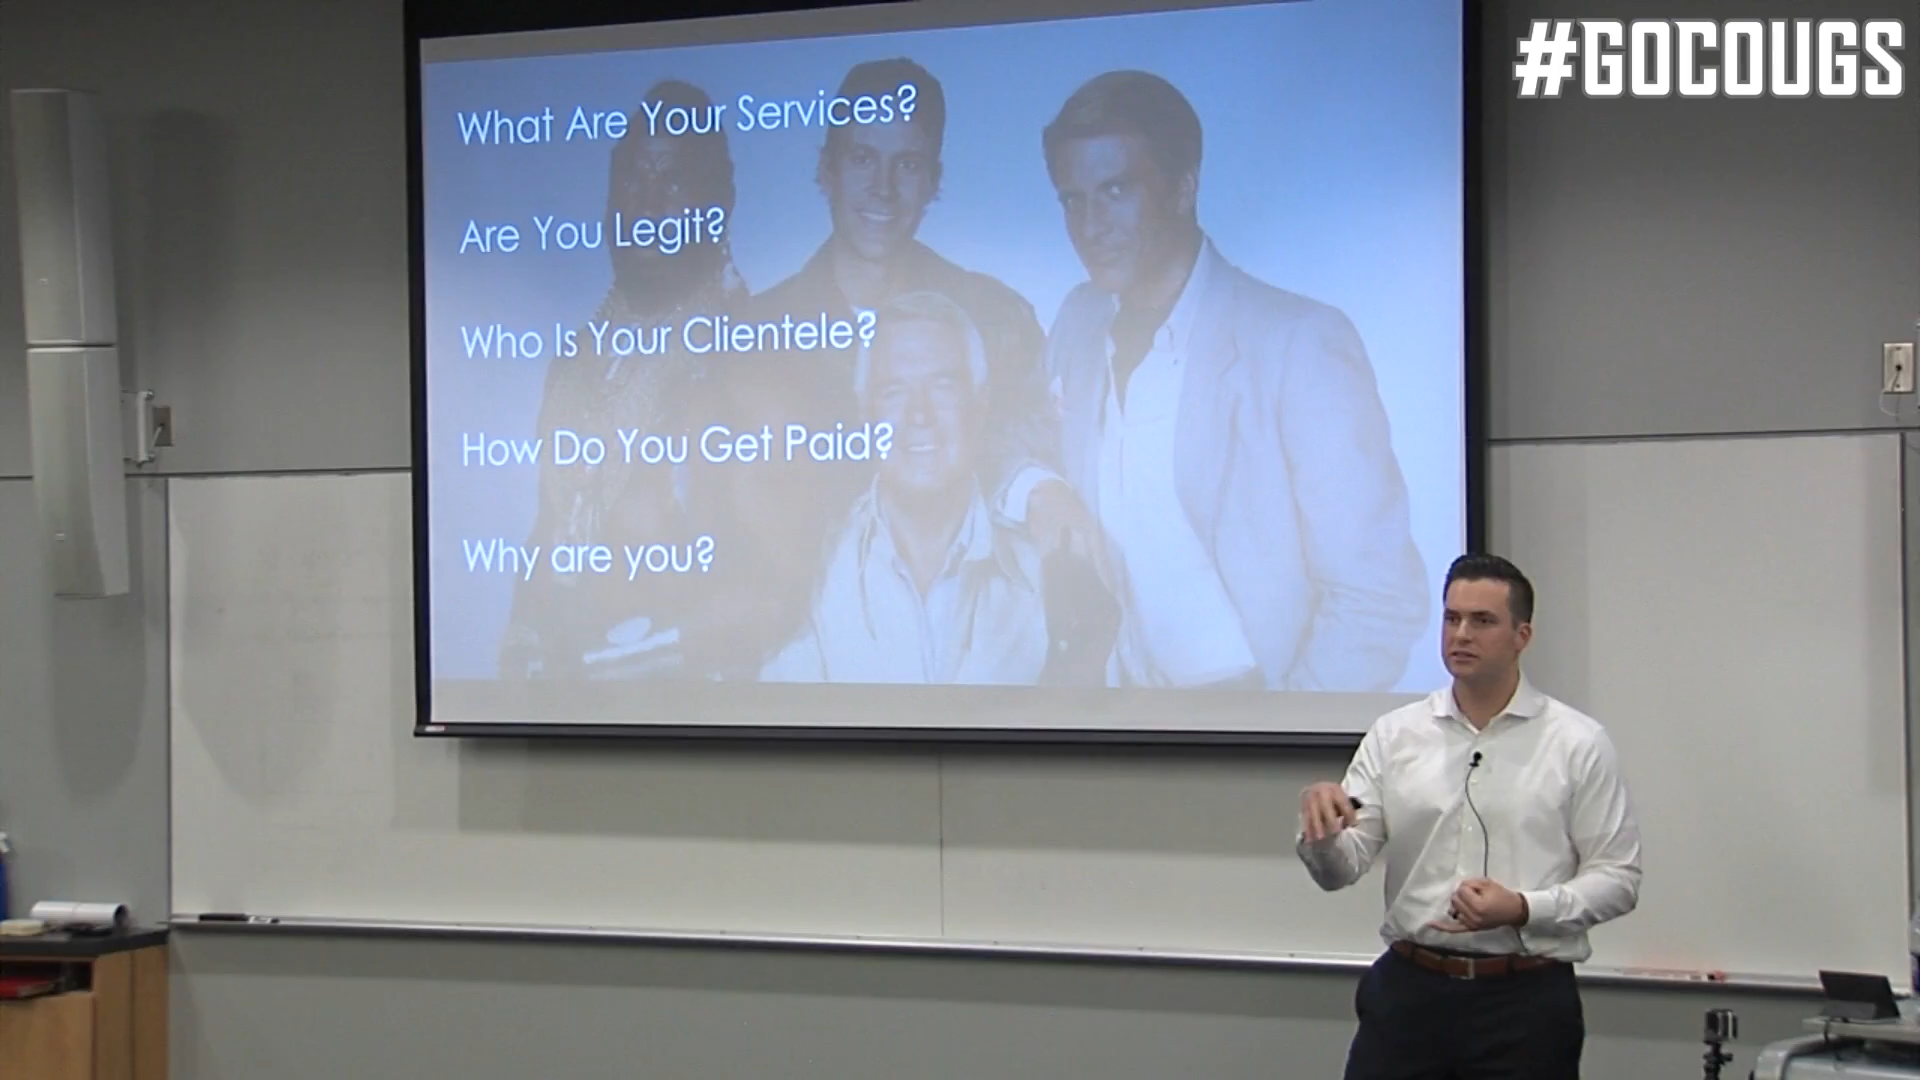 #GOCOUGS
What Are Your Services?
Are You Legit?
Who Is Your Clientele?
How Do You Get Paid?
Why are you?